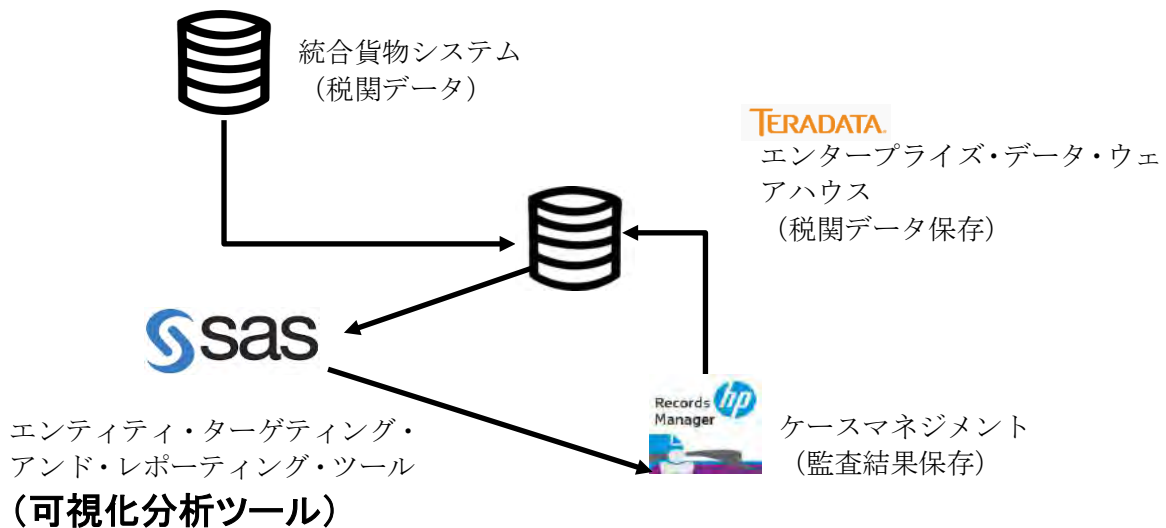 統合貨物システム
（税関データ）
TERADATA.
エンタープライズ・データ・ウェ
アハウス
（税関データ保存）
sas
Records
Manager
hp
ケースマネジメント
（監査結果保存）
エンティティ・ターゲティング・
アンド・レポーティング・ツール
（可視化分析ツール）